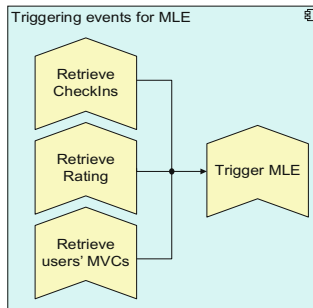 Triggering events for MLE
Retrieve
CheckIns
Retrieve
Rating
Trigger MLE
Retrieve
users' MVCs